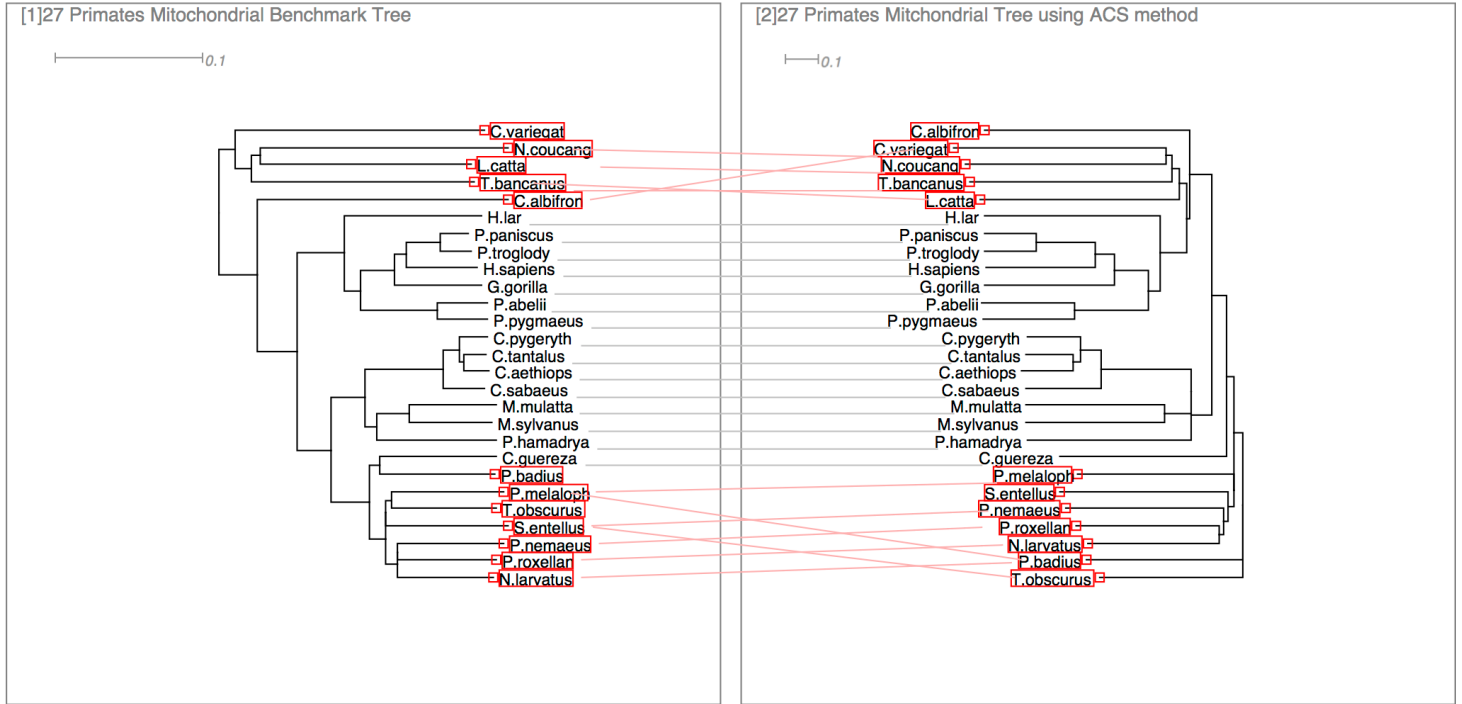 [1]27 Primates Mitochondrial Benchmark Tree
0.1
C.variegat
N.coucang
L.catta
T.bancanus
C.albifron
H.lar
P.paniscus
P.troglody
H.sapiens
G.gorilla
P.abelii
P.pygmaeus
C.pygeryth
C.tantalus
C.aethiops
C.sabaeus
M.mulatta
M.sylvanus
P.hamadrya
C.guereza
P.badius
P.melaloph
T.obscurus
S.entellus
P.nemaeus
P.roxellan
N.larvatus
[2]27 Primates Mitchondrial Tree using ACS method
0.1
C.albifron
C.variegat
N.coucang
T.bancanus
L.catta
H.lar
P.paniscus
P.troglody
H.sapiens
G.gorilla
P.abelii
P.pygmaeus
C.pygeryth
C.tantalus
C.aethiops
C.sabaeus
M.mulatta
M.sylvanus
P.hamadrya
C.guereza
P.melaloph
S.entellus
P.nemaeus
P.roxellan
N.larvatus
P.badius
T.obscurus